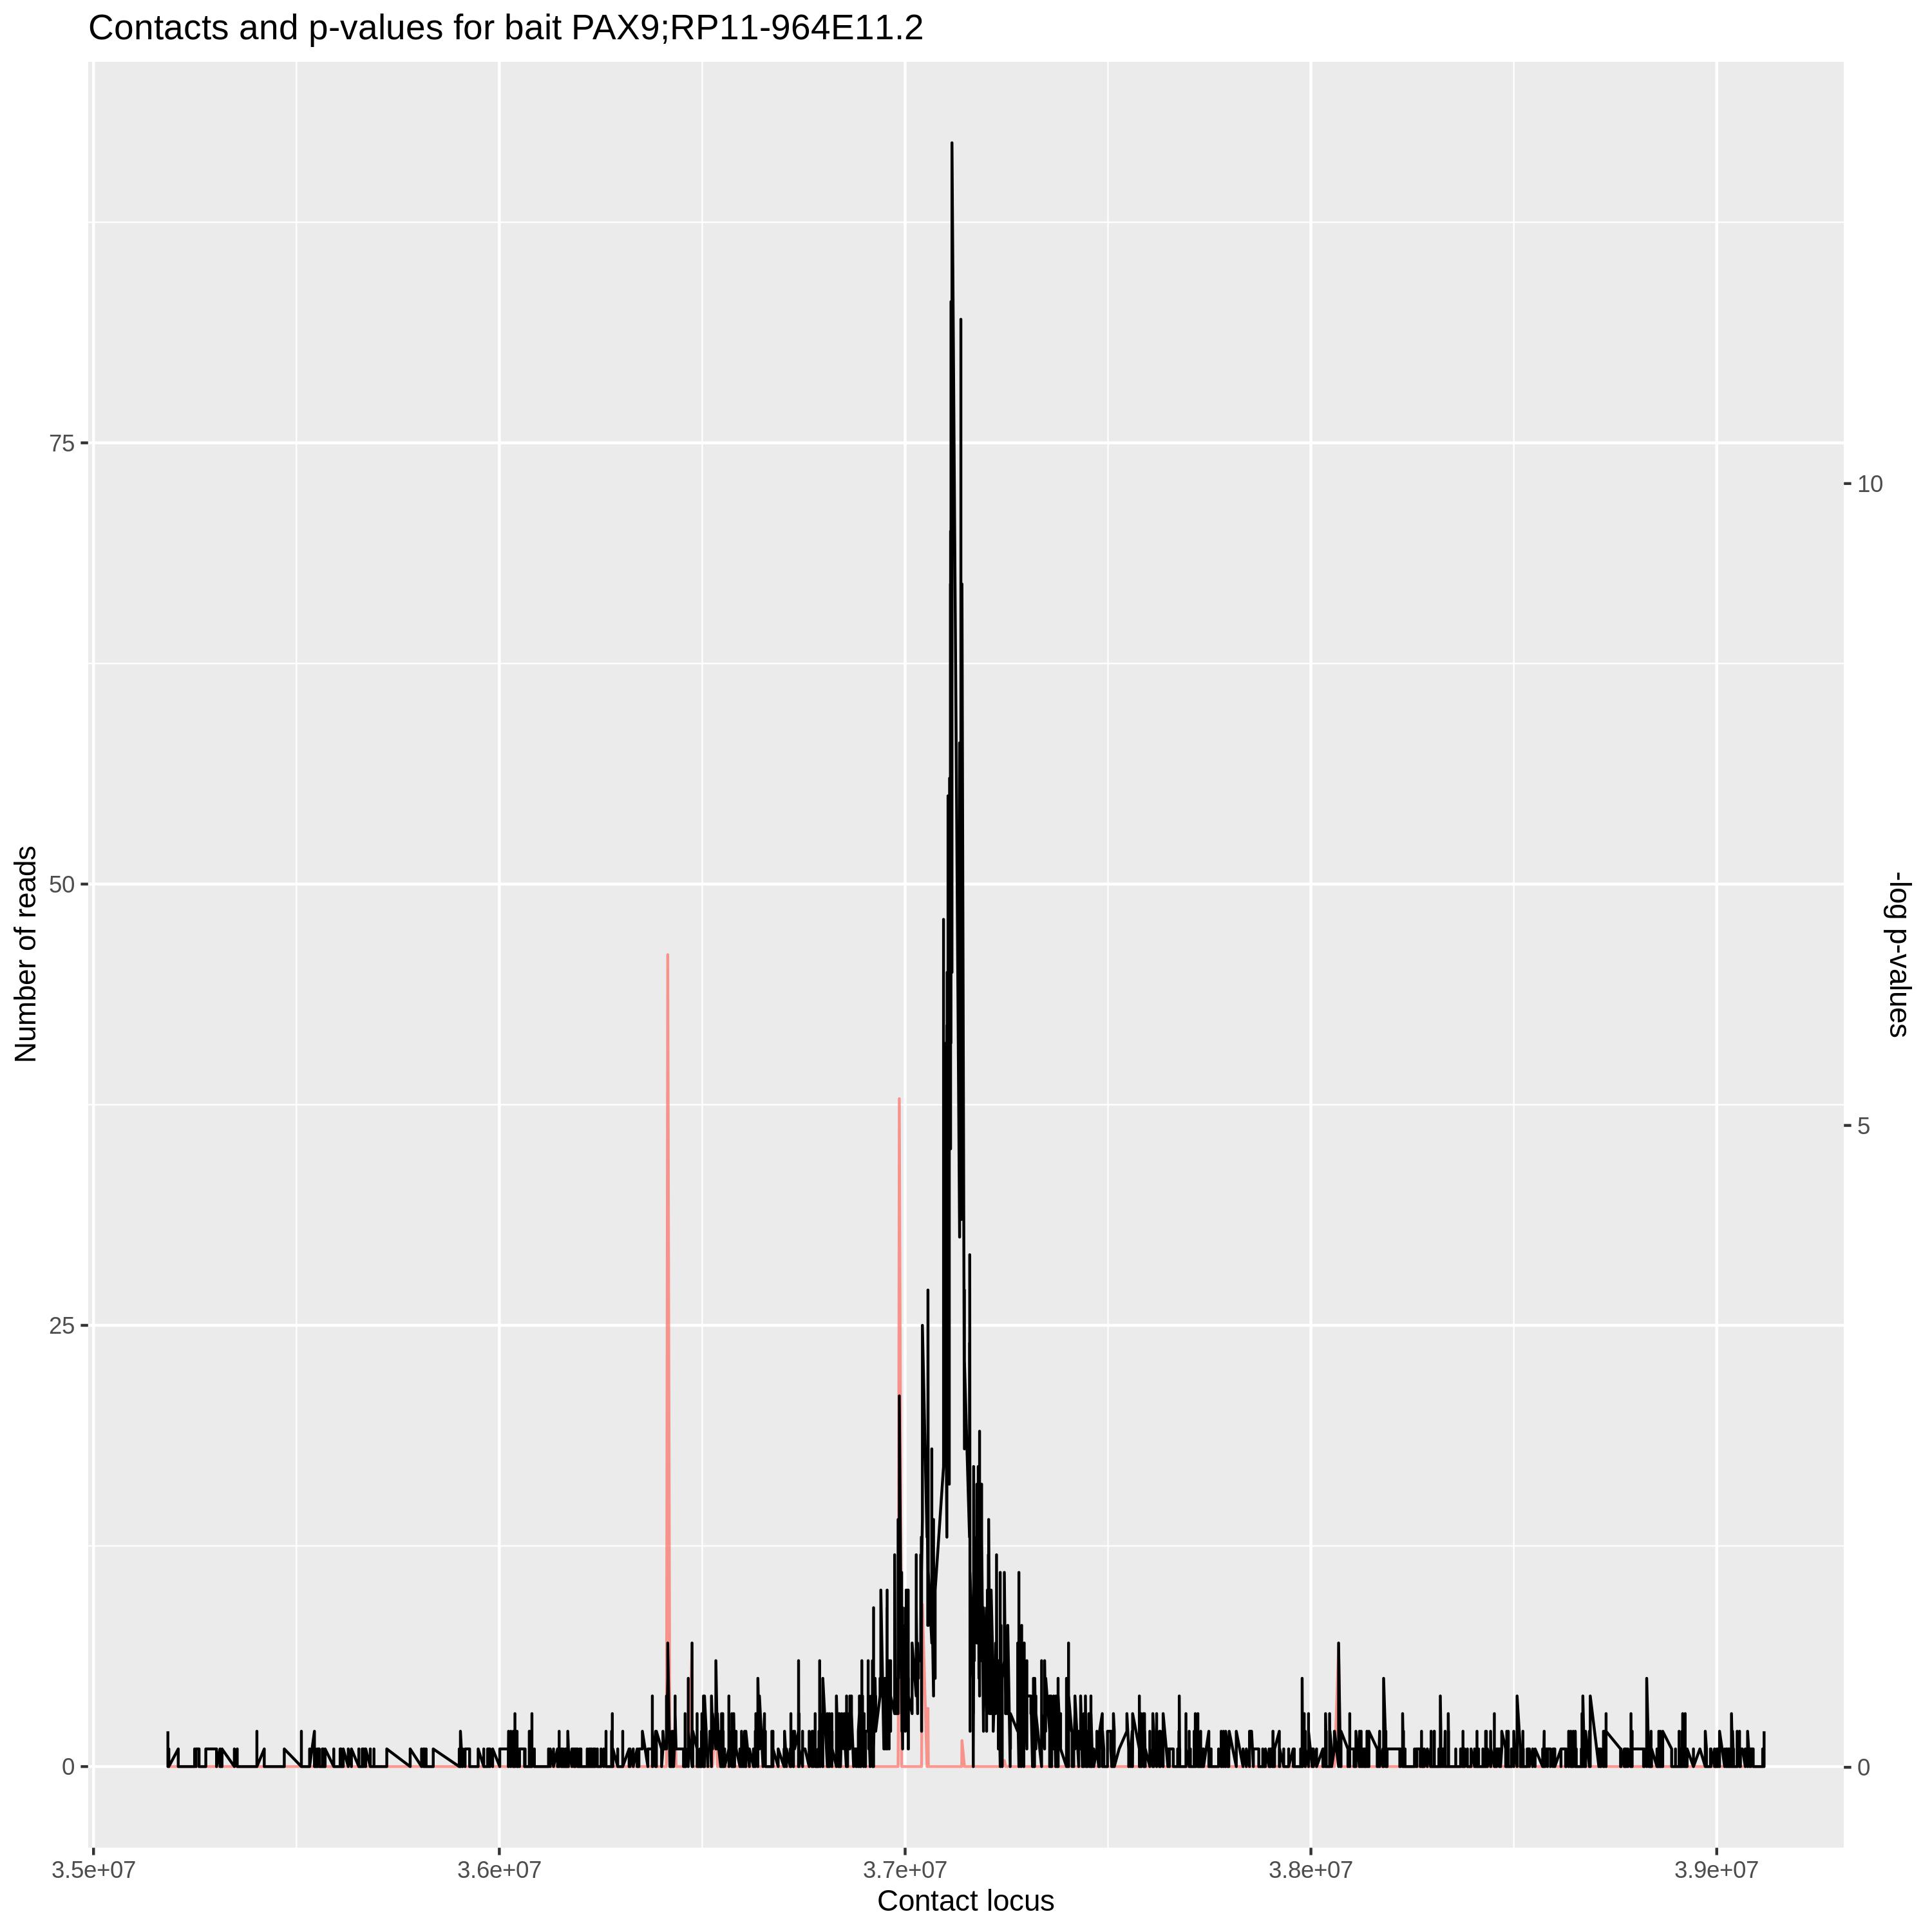 Contacts and p-values for bait PAX9;RP11-964E11.2
75
50
25
0
Number of reads
10
5
0
-log p-values
3.5e+07
3.6e+07
3.7e+07
3.8e+07
3.9e+07
Contact locus